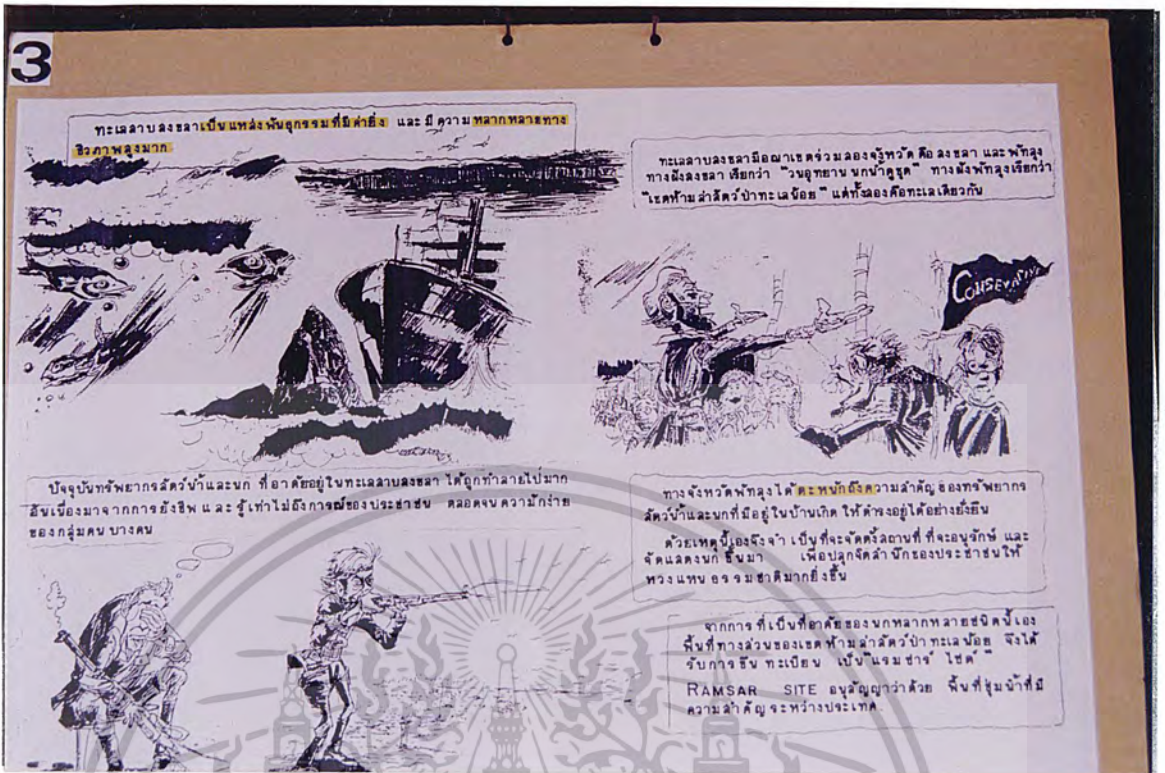 3
ทะเลสาบสงขลาเป็นแหล่งพันธุกรรมที่มีค่ายิ่ง และมีความหลากหลายทาง
ชีวภาพสูงมาก
ทะเลสาบสงขลามีอณาเขตร่วมสองจังหวัด คือ สงขลา และ พัทลุง
ทางฝั่งสงขลา เรียกว่า "วนอุทยาน นกน้ำคูขุด" ทางฝั่งพัทลุงเรียกว่า
"เขตห้ามล่าสัตว์ป่าทะเลน้อย" แต่ทั้งสองคือทะเลเดียวกัน
CONSERVATIVE
ปัจจุบันทรัพยากรสัตว์น้ำและนก ที่อาศัยอยู่ในทะเลสาบสงขลา ได้ถูกทำลายไปมาก
อันเนื่องมาจากการยังชีพ และ รู้เท่าไม่ถึงการณ์ของประชาชน ตลอดจนความมักง่าย
ของกลุ่มคน บางคน
ทางจังหวัดพัทลุงได้ตะหนักถึงความสำคัญของทรัพยากร
สัตว์น้ำและนกที่มีอยู่ในบ้านเกิด ให้ดำรงอยู่ได้อย่างยั่งยืน
ด้วยเหตุนี้เองจึงจำเป็นที่จะจัดตั้งสถานที่ ที่จะอนุรักษ์ และ
จัดแสดงนก ขึ้นมา เพื่อปลูกจิตสำนึกของประชาชนให้
หวงแหน ธรรมชาติมากยิ่งขึ้น
จากการ ที่เป็นที่อาศัยของนกหลากหลายชนิดนี้เอง
พื้นที่ทางส่วนของเขตห้ามล่าสัตว์ป่า ทะเลน้อย จึงได้
รับการขึ้น ทะเบียน เป็น "แรมซาร์ ไซด์"
RAMSAR SITE อนุสัญญาว่าด้วย พื้นที่ชุ่มน้ำที่มี
ความสำคัญระหว่างประเทศ